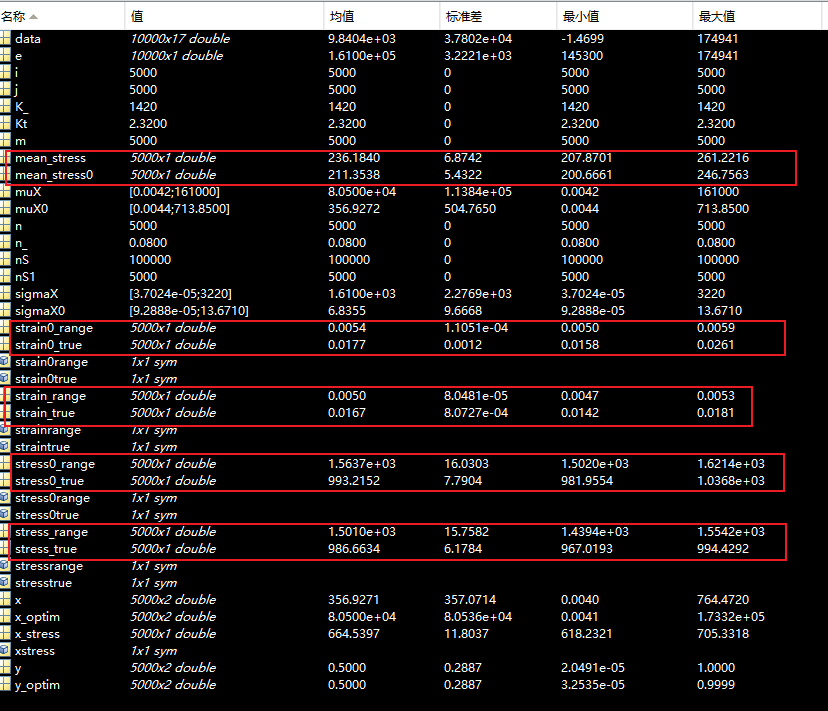 名称 值 均值 标准差 最小值 最大值
data 10000x17 double 9.8404e+03 3.7802e+04 -1.4699 174941
e 10000x1 double 1.6100e+05 3.2221e+03 145300 174941
i 5000 5000 0 5000 5000
j 5000 5000 0 5000 5000
K_ 1420 1420 0 1420 1420
Kt 2.3200 2.3200 0 2.3200 2.3200
m 5000 5000 0 5000 5000
mean_stress 5000x1 double 236.1840 6.8742 207.8701 261.2216
mean_stress0 5000x1 double 211.3538 5.4322 200.6661 246.7563
muX [0.0042;161000] 8.0500e+04 1.1384e+05 0.0042 161000
muX0 [0.0044;713.8500] 356.9272 504.7650 0.0044 713.8500
n 5000 5000 0 5000 5000
n_ 0.0800 0.0800 0 0.0800 0.0800
nS 100000 100000 0 100000 100000
nS1 5000 5000 0 5000 5000
sigmaX [3.7024e-05;3220] 1.6100e+03 2.2769e+03 3.7024e-05 3220
sigmaX0 [9.2888e-05;13.6710] 6.8355 9.6668 9.2888e-05 13.6710
strain0_range 5000x1 double 0.0054 1.1051e-04 0.0050 0.0059
strain0_true 5000x1 double 0.0177 0.0012 0.0158 0.0261
strain0range 1x1 sym
strain0true 1x1 sym
strain_range 5000x1 double 0.0050 8.0481e-05 0.0047 0.0053
strain_true 5000x1 double 0.0167 8.0727e-04 0.0142 0.0181
strainrange 1x1 sym
straintrue 1x1 sym
stress0_range 5000x1 double 1.5637e+03 16.0303 1.5020e+03 1.6214e+03
stress0_true 5000x1 double 993.2152 7.7904 981.9554 1.0368e+03
stress0range 1x1 sym
stress0true 1x1 sym
stress_range 5000x1 double 1.5010e+03 15.7582 1.4394e+03 1.5542e+03
stress_true 5000x1 double 986.6634 6.1784 967.0193 994.4292
stressrange 1x1 sym
stresstrue 1x1 sym
x 5000x2 double 356.9271 357.0714 0.0040 764.4720
x_optim 5000x2 double 8.0500e+04 8.0536e+04 0.0041 1.7332e+05
x_stress 5000x1 double 664.5397 11.8037 618.2321 705.3318
xstress 1x1 sym
y 5000x2 double 0.5000 0.2887 2.0491e-05 1.0000
y_optim 5000x2 double 0.5000 0.2887 3.2535e-05 0.9999